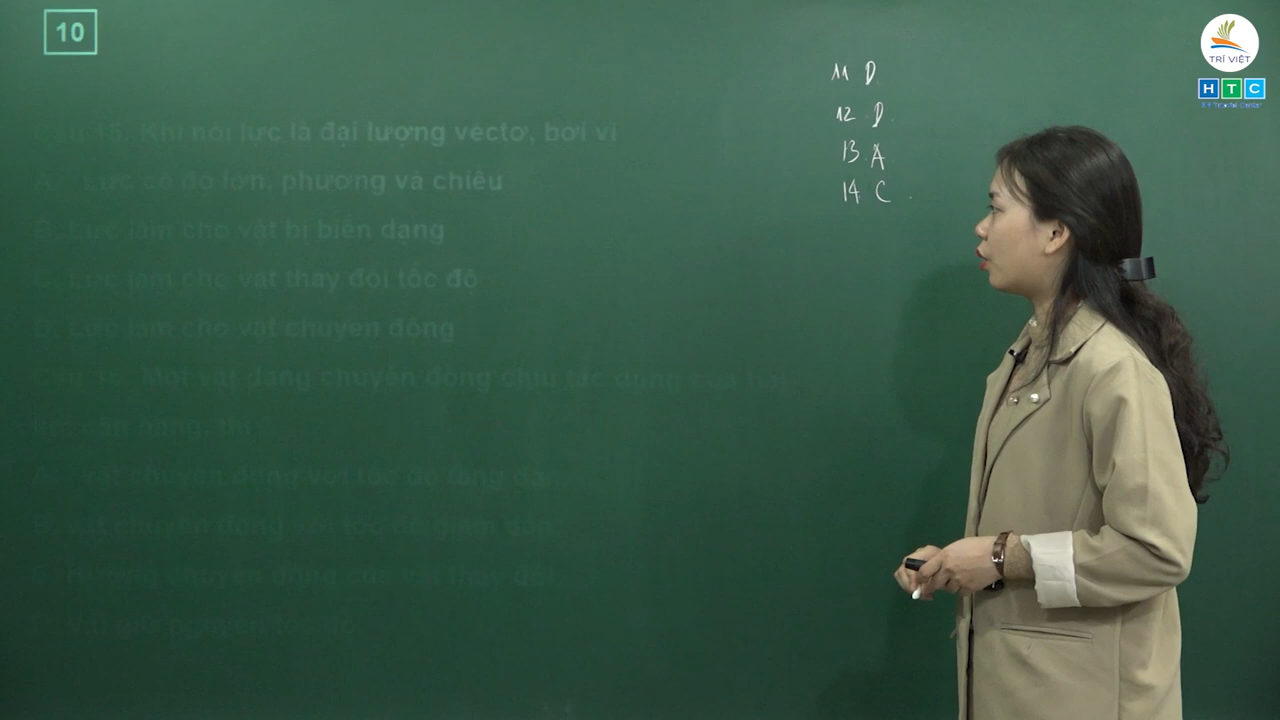 10
Câu 15. Khi nói lực là đại lượng véctơ, bởi vì
A. Lực có độ lớn, phương và chiều
B. Lực làm cho vật bị biến dạng
C. Lực làm cho vật thay đổi tốc độ
D. Lực làm cho vật chuyển động
Câu 16. Một vật đang chuyển động chịu tác dụng của hai
lực cân bằng, thì
A. Vật chuyển động với tốc độ tăng dần
B. Vật chuyển động với tốc độ giảm dần
Hướng chuyển động của vật thay đổi
Vật giữ nguyên tốc độ
11 D
12. D.
13. A
14. C.
TRÍ VIỆT
HTC